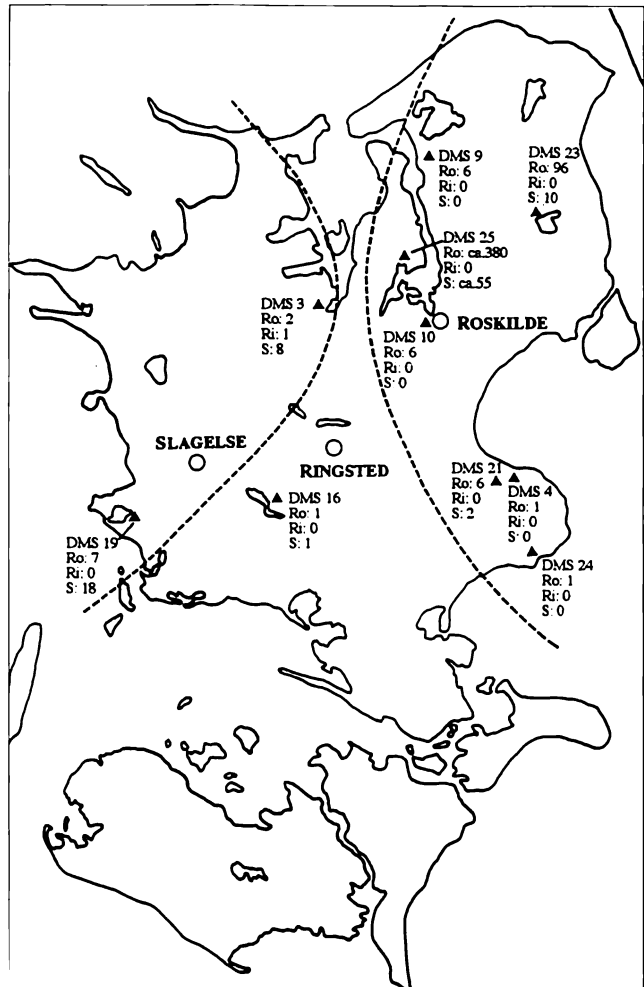 DMS 9
Ro: 6
Ri: 0
S: 0
DMS 23
Ro: 96
Ri: 0
S: 10
DMS 25
Ro: ca.380
Ri: 0
S: ca.55
DMS 3
Ro: 2
Ri: 1
S: 8
ROSKILDE
DMS 10
Ro: 6
Ri: 0
S: 0
SLAGELSE
RINGSTED
DMS 21
Ro: 6
Ri: 0
S: 2
DMS 4
Ro: 1
Ri: 0
S: 0
DMS 16
Ro: 1
Ri: 0
S: 1
DMS 19
Ro: 7
Ri: 0
S: 18
DMS 24
Ro: 1
Ri: 0
S: 0